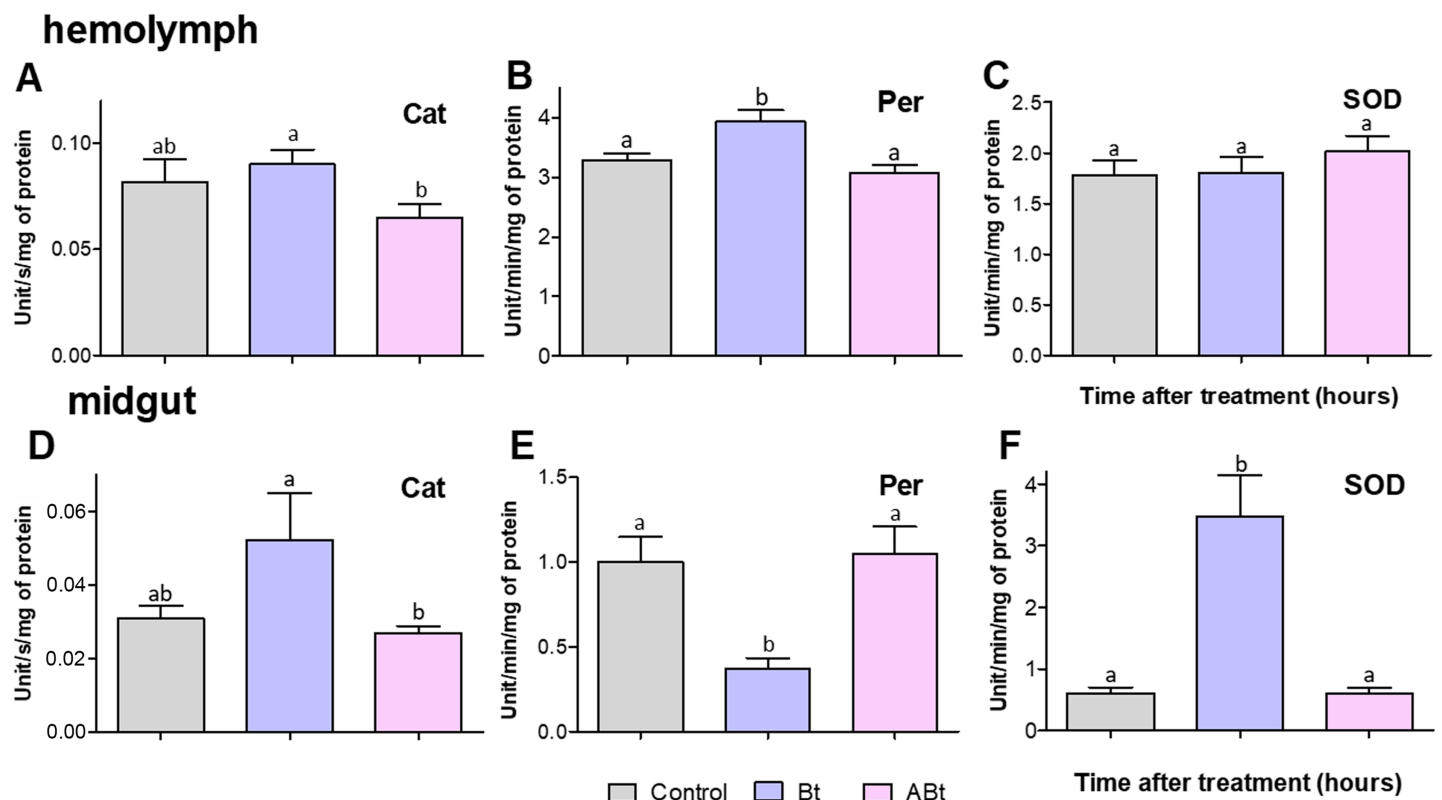 hemolymph
A
Cat
Unit/s/mg of protein
0.10
0.05
0.00
ab
a
b
B
Per
Unit/min/mg of protein
4
3
2
1
0
a
b
a
C
SOD
Unit/min/mg of protein
2.5
2.0
1.5
1.0
0.5
0.0
a
a
a
Time after treatment (hours)
midgut
D
Cat
Unit/s/mg of protein
0.06
0.04
0.02
0.00
ab
a
b
E
Per
Unit/min/mg of protein
1.5
1.0
0.5
0.0
a
b
a
F
SOD
Unit/min/mg of protein
4
3
2
1
0
a
b
a
Time after treatment (hours)
Control Bt ABt